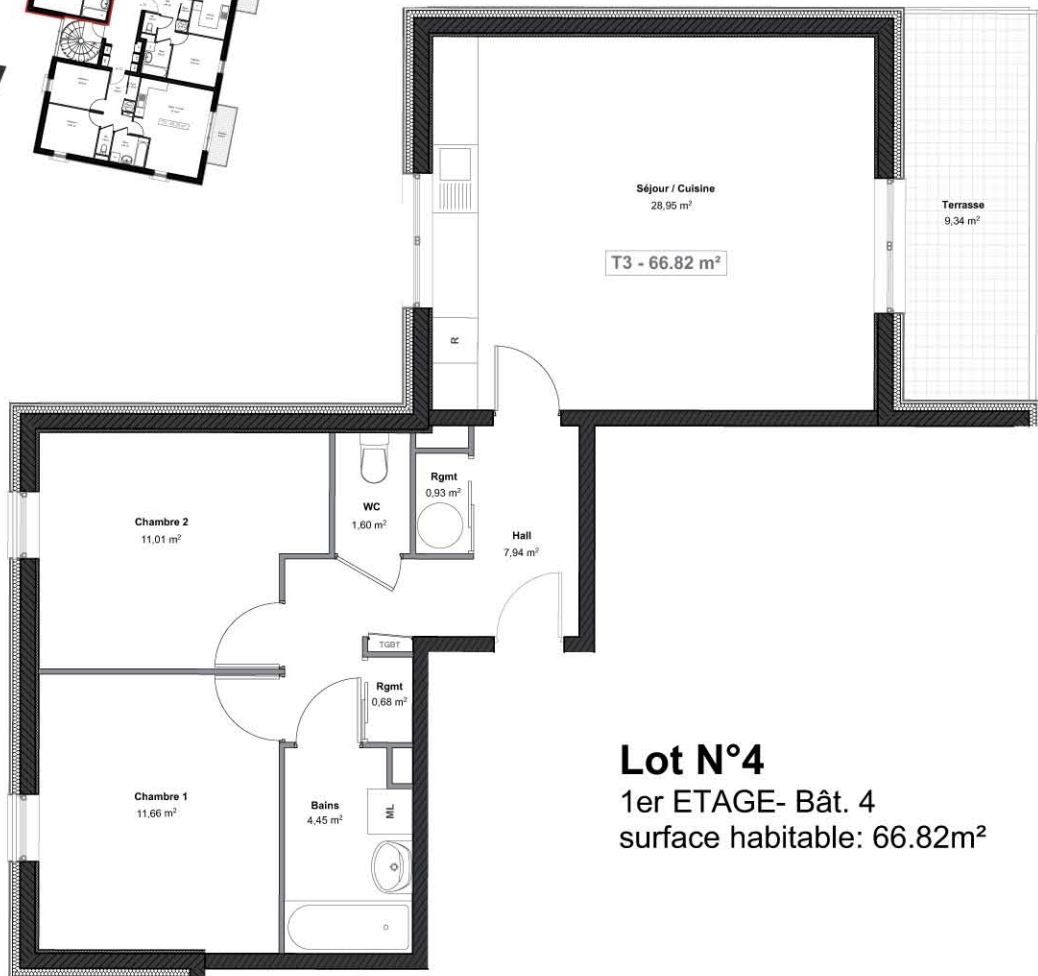 Séjour / Cuisine
28,95 m²
T3 - 66.82 m²
Terrasse
9,34 m²
R
Rgmt
0,93 m²
WC
1,60 m²
Chambre 2
11,01 m²
Hall
7,94 m²
TGBT
Rgmt
0,68 m²
Chambre 1
11,66 m²
Bains
4,45 m²
ML
Lot N°4
1er ETAGE- Bât. 4
surface habitable: 66.82m²